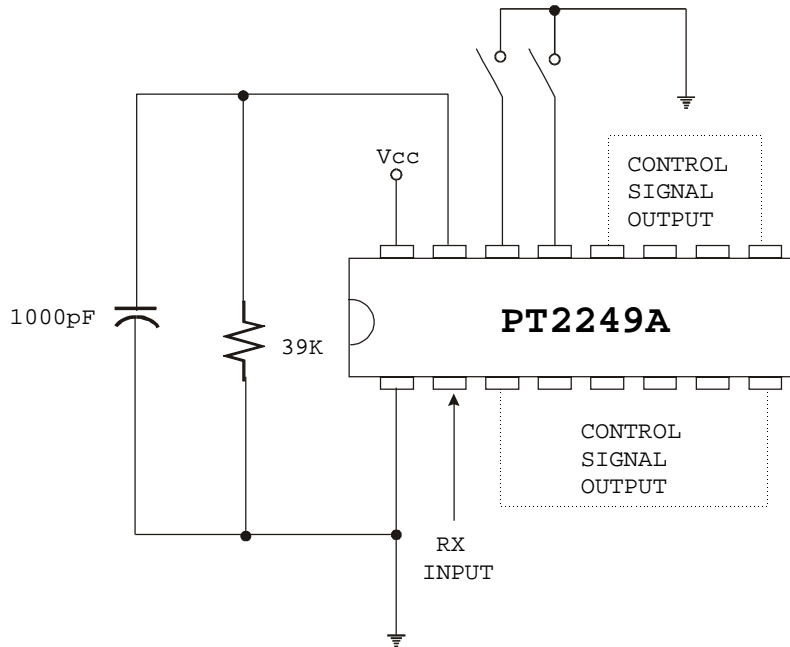 Vcc
CONTROL
SIGNAL
OUTPUT
1000pF
39K
PT2249A
CONTROL
SIGNAL
OUTPUT
RX
INPUT